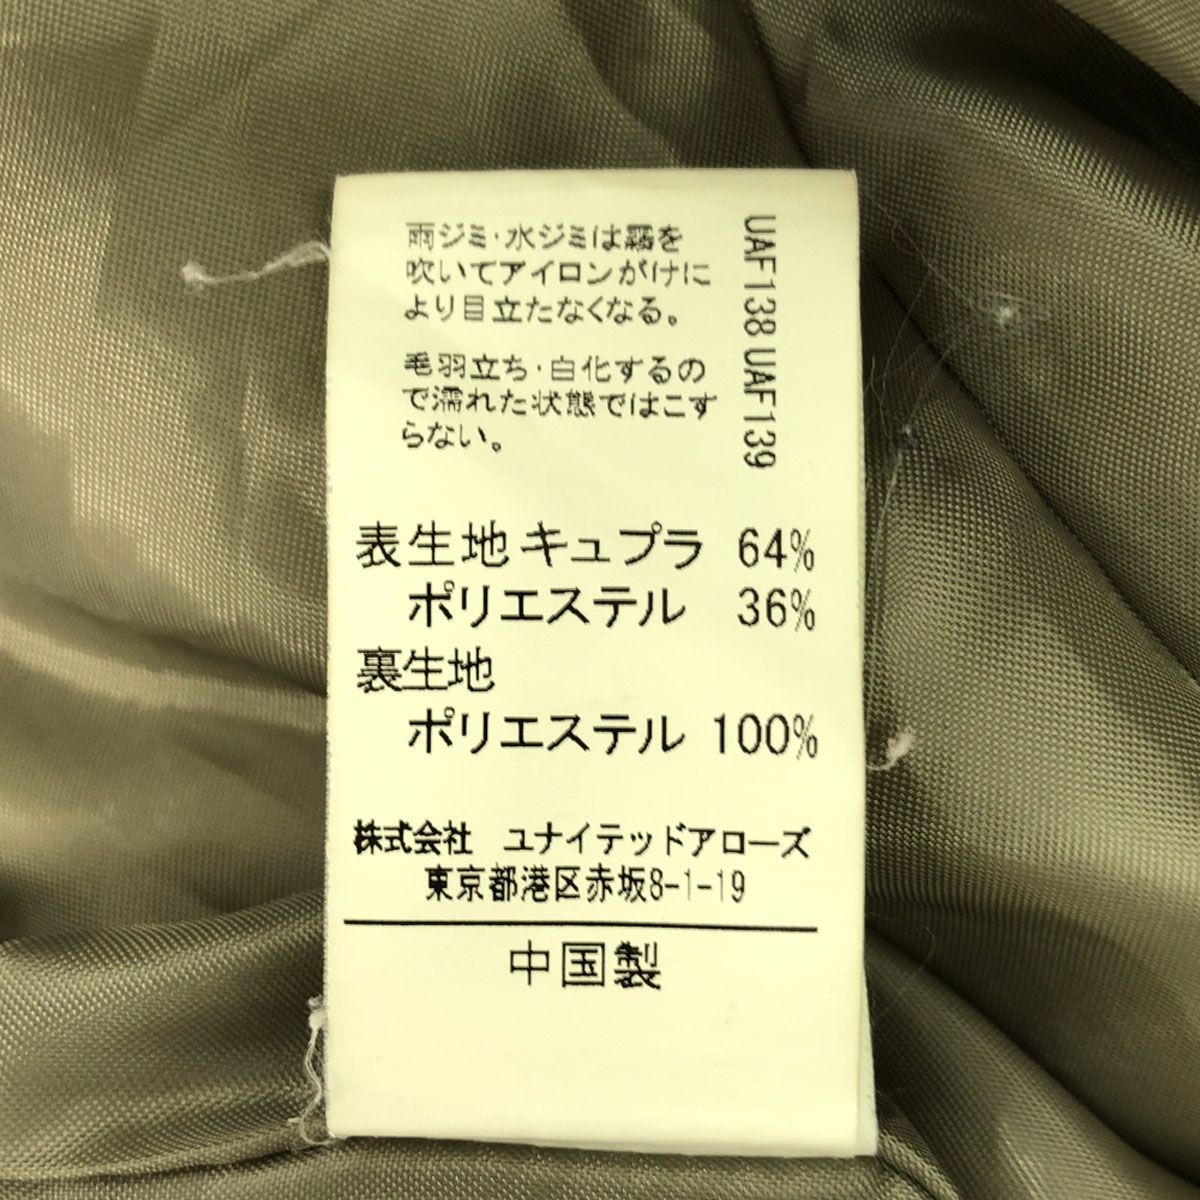 雨ジミ・水ジミは霧を
吹いてアイロンがけに
より目立たなくなる。
毛羽立ち・白化するの
で濡れた状態ではこす
らない。
UAF138 UAF139
表生地 キュプラ 64%
ポリエステル 36%
裏生地
ポリエステル 100%
株式会社 ユナイテッドアローズ
東京都港区赤坂8-1-19
中国製